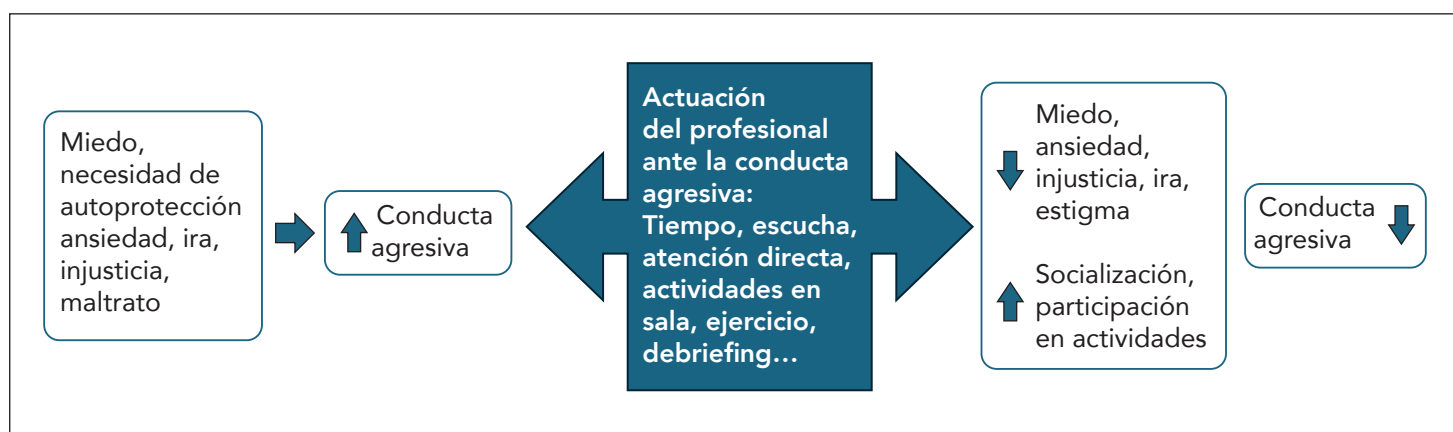 Miedo,
necesidad de
autoprotección
ansiedad, ira,
injusticia,
maltrato
Conducta
agresiva
Actuación
del profesional
ante la conducta
agresiva:
Tiempo, escucha,
atención directa,
actividades en
sala, ejercicio,
debriefing…
Miedo,
ansiedad,
injusticia, ira,
estigma
Socialización,
participación
en actividades
Conducta
agresiva